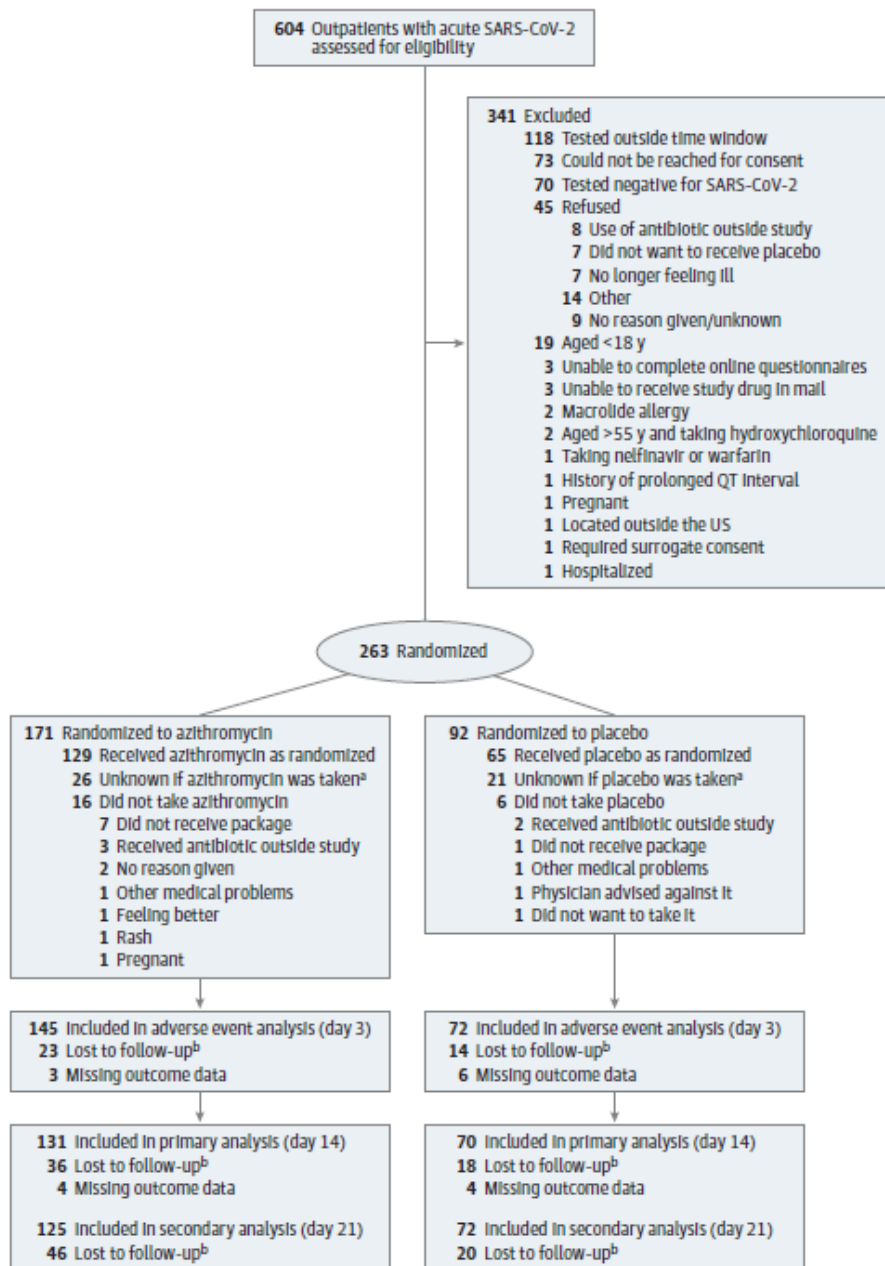 604 Outpatients with acute SARS-CoV-2
assessed for eligibility
341 Excluded
118 Tested outside time window
73 Could not be reached for consent
70 Tested negative for SARS-CoV-2
45 Refused
8 Use of antibiotic outside study
7 Did not want to receive placebo
7 No longer feeling ill
14 Other
9 No reason given/unknown
19 Aged <18 y
3 Unable to complete online questionnaires
3 Unable to receive study drug in mail
2 Macrolide allergy
2 Aged >55 y and taking hydroxychloroquine
1 Taking nelfinavir or warfarin
1 History of prolonged QT interval
1 Pregnant
1 Located outside the US
1 Required surrogate consent
1 Hospitalized
263 Randomized
171 Randomized to azithromycin
129 Received azithromycin as randomized
26 Unknown if azithromycin was takenᵃ
16 Did not take azithromycin
7 Did not receive package
3 Received antibiotic outside study
2 No reason given
1 Other medical problems
1 Feeling better
1 Rash
1 Pregnant
92 Randomized to placebo
65 Received placebo as randomized
21 Unknown if placebo was takenᵃ
6 Did not take placebo
2 Received antibiotic outside study
1 Did not receive package
1 Other medical problems
1 Physician advised against it
1 Did not want to take it
145 Included in adverse event analysis (day 3)
23 Lost to follow-upᵇ
3 Missing outcome data
72 Included in adverse event analysis (day 3)
14 Lost to follow-upᵇ
6 Missing outcome data
131 Included in primary analysis (day 14)
36 Lost to follow-upᵇ
4 Missing outcome data
125 Included in secondary analysis (day 21)
46 Lost to follow-upᵇ
70 Included in primary analysis (day 14)
18 Lost to follow-upᵇ
4 Missing outcome data
72 Included in secondary analysis (day 21)
20 Lost to follow-upᵇ